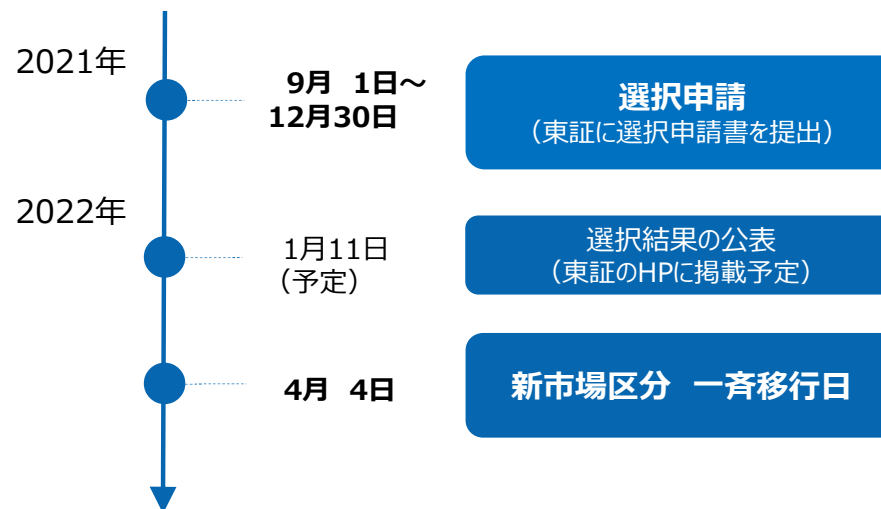 2021年
9月 1日～
12月30日
選択申請
（東証に選択申請書を提出）
2022年
1月11日
（予定）
選択結果の公表
（東証のHPに掲載予定）
4月 4日
新市場区分 一斉移行日